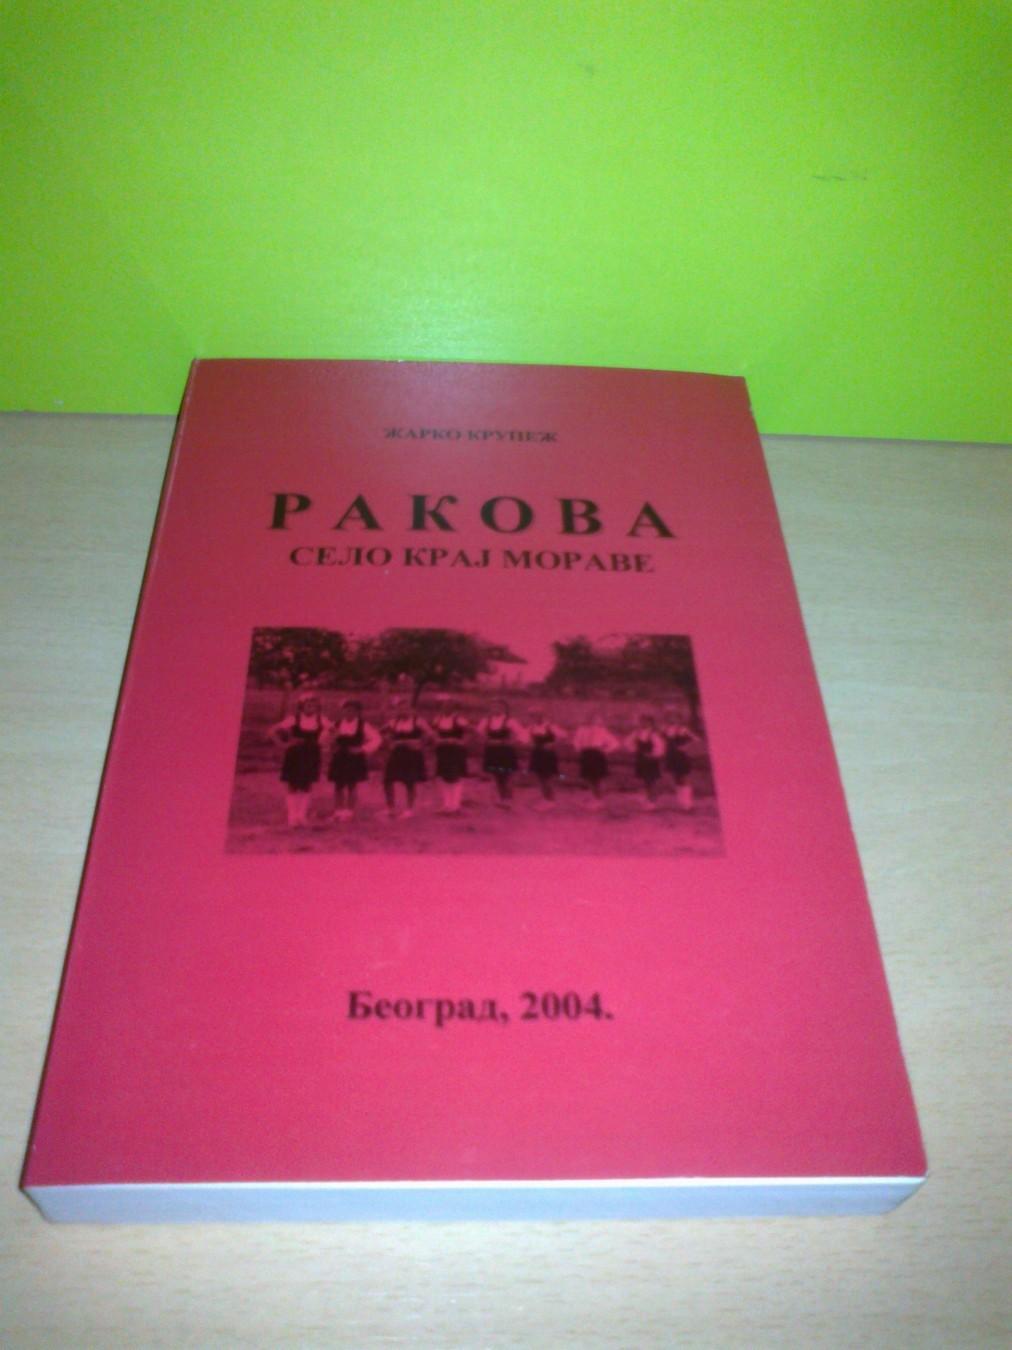 ЖАРКО КРУПЕЖ
РАКОВА
СЕЛО КРАЈ МОРАВЕ
Београд, 2004.